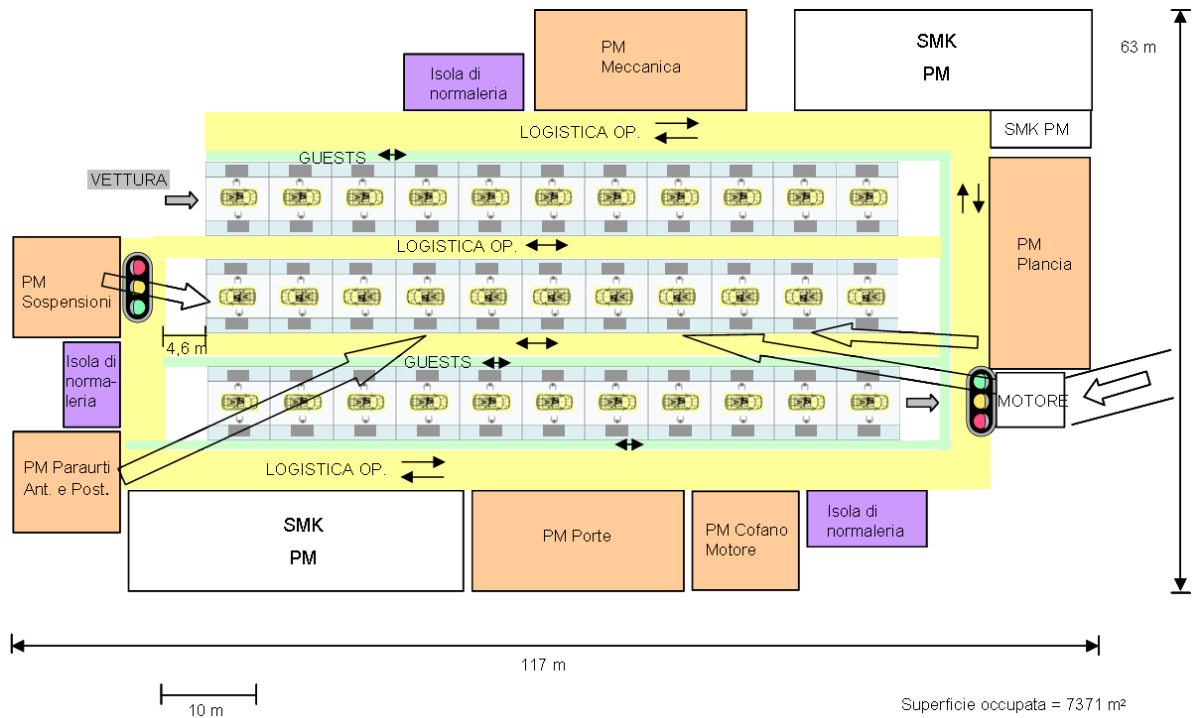 PM
Meccanica
SMK
PM
63 m
Isola di
normaleria
LOGISTICA OP.
SMK PM
GUESTS
VETTURA
LOGISTICA OP.
PM
Plancia
PM
Sospensioni
4,6 m
Isola di
norma-
leria
GUESTS
MOTORE
PM Paraurti
Ant. e Post.
LOGISTICA OP.
SMK
PM
PM Porte
PM Cofano
Motore
Isola di
normaleria
117 m
10 m
Superficie occupata = 7371 m²